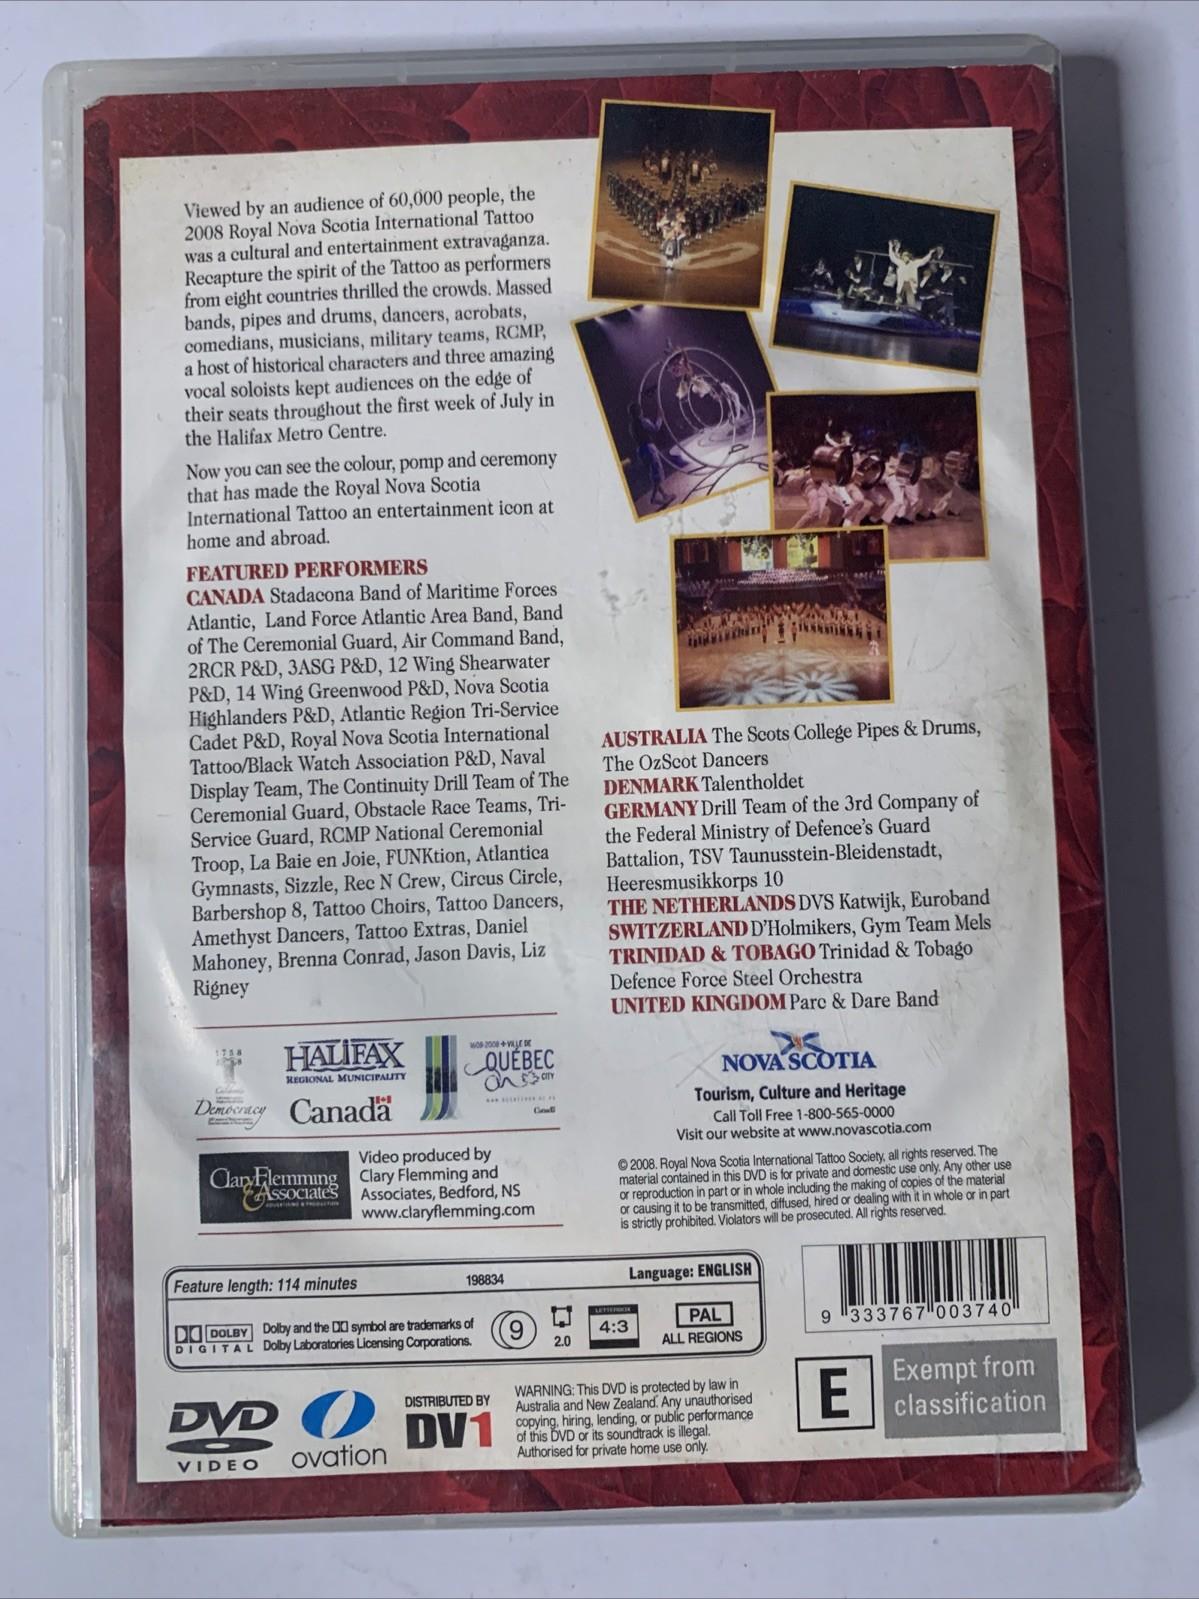 Viewed by an audience of 60,000 people, the
2008 Royal Nova Scotia International Tattoo
was a cultural and entertainment extravaganza.
Recapture the spirit of the Tattoo as performers
from eight countries thrilled the crowds. Massed
bands, pipes and drums, dancers, acrobats,
comedians, musicians, military teams, RCMP,
a host of historical characters and three amazing
vocal soloists kept audiences on the edge of
their seats throughout the first week of July in
the Halifax Metro Centre.
Now you can see the colour, pomp and ceremony
that has made the Royal Nova Scotia
International Tattoo an entertainment icon at
home and abroad.
FEATURED PERFORMERS
CANADA Stadacona Band of Maritime Forces
Atlantic, Land Force Atlantic Area Band, Band
of The Ceremonial Guard, Air Command Band,
2RCR P&D, 3ASG P&D, 12 Wing Shearwater
P&D, 14 Wing Greenwood P&D, Nova Scotia
Highlanders P&D, Atlantic Region Tri-Service
Cadet P&D, Royal Nova Scotia International
Tattoo/Black Watch Association P&D, Naval
Display Team, The Continuity Drill Team of The
Ceremonial Guard, Obstacle Race Teams, Tri-
Service Guard, RCMP National Ceremonial
Troop, La Baie en Joie, FUNKtion, Atlantica
Gymnasts, Sizzle, Rec N Crew, Circus Circle,
Barbershop 8, Tattoo Choirs, Tattoo Dancers,
Amethyst Dancers, Tattoo Extras, Daniel
Mahoney, Brenna Conrad, Jason Davis, Liz
Rigney
AUSTRALIA The Scots College Pipes & Drums,
The OzScot Dancers
DENMARK Talentholdet
GERMANY Drill Team of the 3rd Company of
the Federal Ministry of Defence's Guard
Battalion, TSV Taunusstein-Bleidenstadt,
Heeresmusikkorps 10
THE NETHERLANDS DVS Katwijk, Euroband
SWITZERLAND D'Holmikers, Gym Team Mels
TRINIDAD & TOBAGO Trinidad & Tobago
Defence Force Steel Orchestra
UNITED KINGDOM Parc & Dare Band
1758
Democracy
HALIFAX
REGIONAL MUNICIPALITY
Canada
1608-2008 VILLE DE
QUÉBEC
CITY
Canada
NOVA SCOTIA
Tourism, Culture and Heritage
Call Toll Free 1-800-565-0000
Visit our website at www.novascotia.com
Clary Flemming
& Associates
ADVERTISING & PRODUCTION
Video produced by
Clary Flemming and
Associates, Bedford, NS
www.claryflemming.com
© 2008. Royal Nova Scotia International Tattoo Society, all rights reserved. The
material contained in this DVD is for private and domestic use only. Any other use
or reproduction in part or in whole including the making of copies of the material
or causing it to be transmitted, diffused, hired or dealing with it in whole or in part
is strictly prohibited. Violators will be prosecuted. All rights reserved.
Feature length: 114 minutes
198834
Language: ENGLISH
DOLBY
DIGITAL
Dolby and the symbol are trademarks of
Dolby Laboratories Licensing Corporations.
9
2.0
LETTERBOX
4:3
PAL
ALL REGIONS
9 333767 003740
DVD
VIDEO
ovation
DISTRIBUTED BY
DV1
WARNING: This DVD is protected by law in
Australia and New Zealand. Any unauthorised
copying, hiring, lending, or public performance
of this DVD or its soundtrack is illegal.
Authorised for private home use only.
E
Exempt from
classification